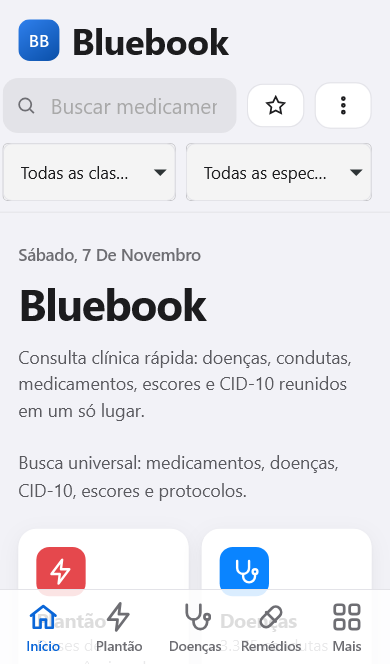 BB Bluebook
Buscar medicamer
Todas as clas... Todas as espec...
Sábado, 7 De Novembro
Bluebook
Consulta clínica rápida: doenças, condutas,
medicamentos, escores e CID-10 reunidos
em um só lugar.
Busca universal: medicamentos, doenças,
CID-10, escores e protocolos.
Plantão Doenças
Início Plantão Doenças Remédios Mais